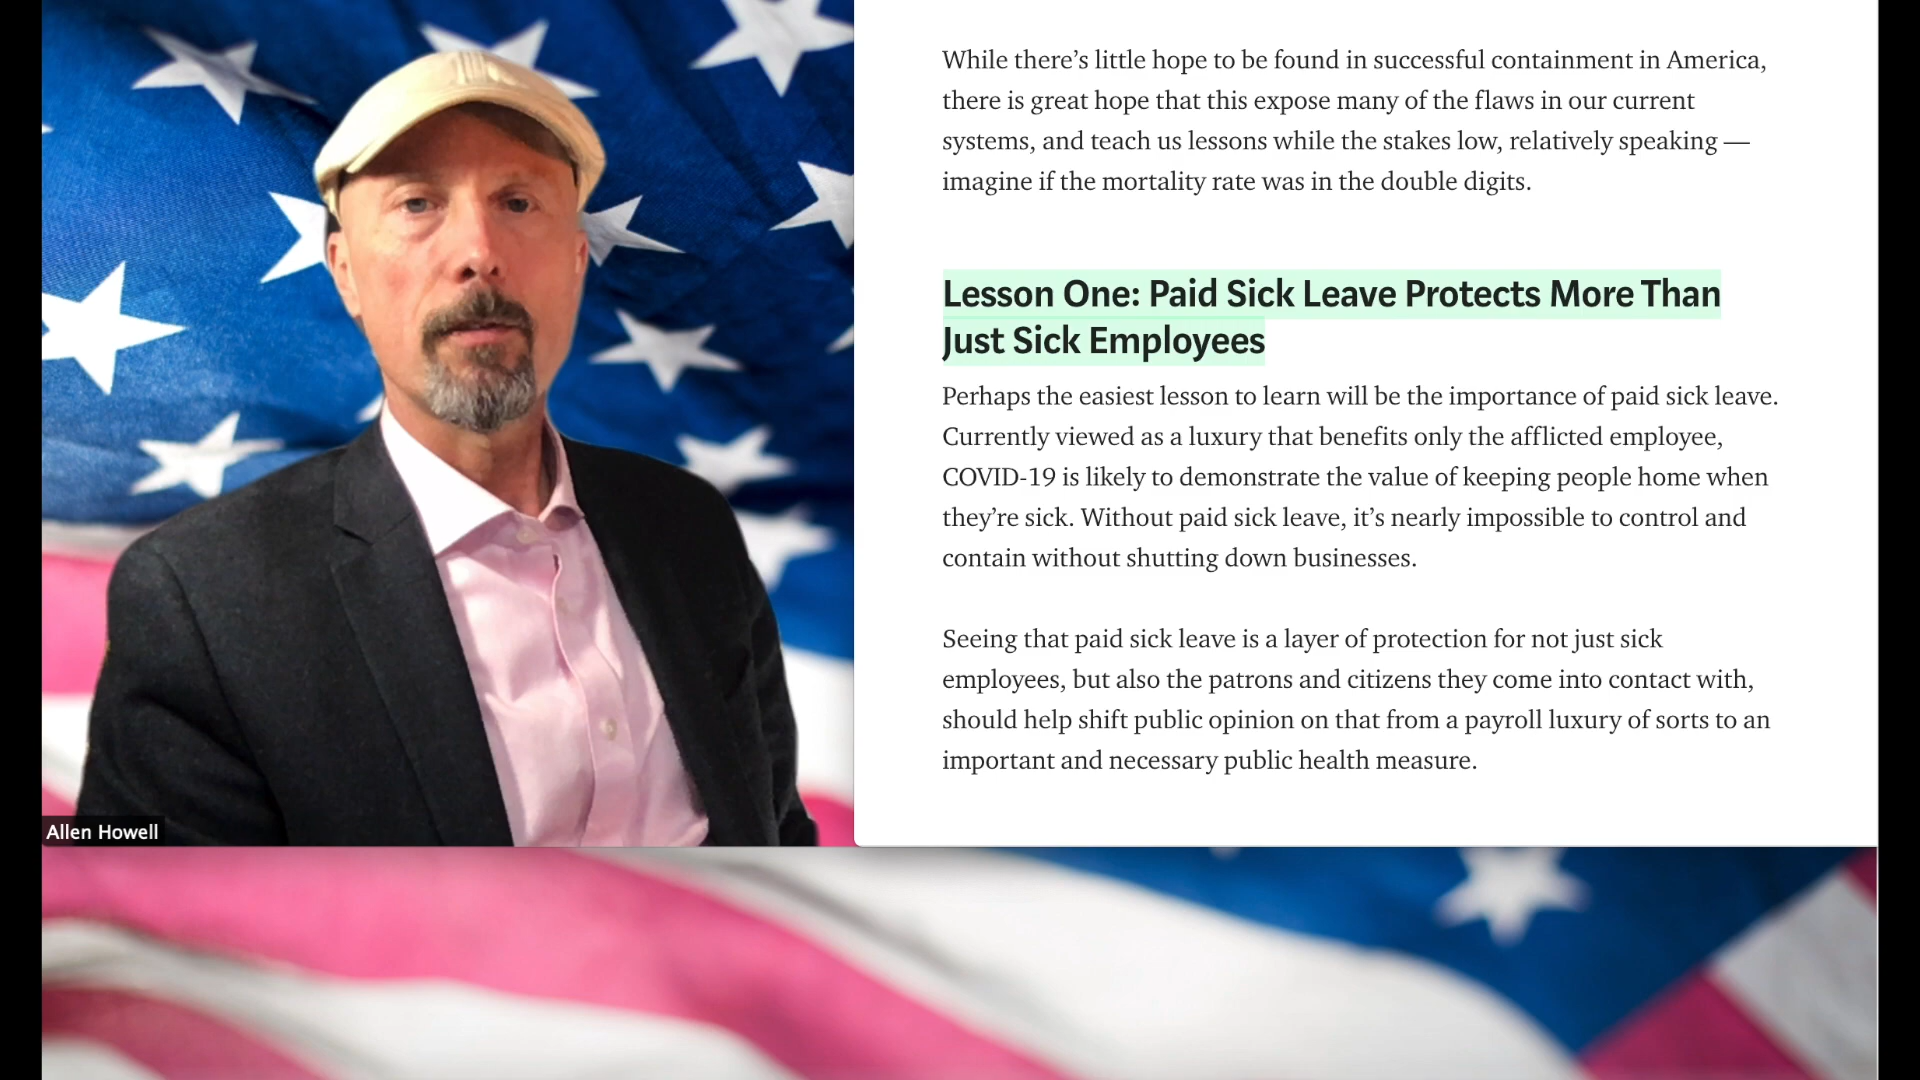 While there’s little hope to be found in successful containment in America,
there is great hope that this expose many of the flaws in our current
systems, and teach us lessons while the stakes low, relatively speaking —
imagine if the mortality rate was in the double digits.
Lesson One: Paid Sick Leave Protects More Than
Just Sick Employees
Perhaps the easiest lesson to learn will be the importance of paid sick leave.
Currently viewed as a luxury that benefits only the afflicted employee,
COVID-19 is likely to demonstrate the value of keeping people home when
they’re sick. Without paid sick leave, it’s nearly impossible to control and
contain without shutting down businesses.
Seeing that paid sick leave is a layer of protection for not just sick
employees, but also the patrons and citizens they come into contact with,
should help shift public opinion on that from a payroll luxury of sorts to an
important and necessary public health measure.
Allen Howell